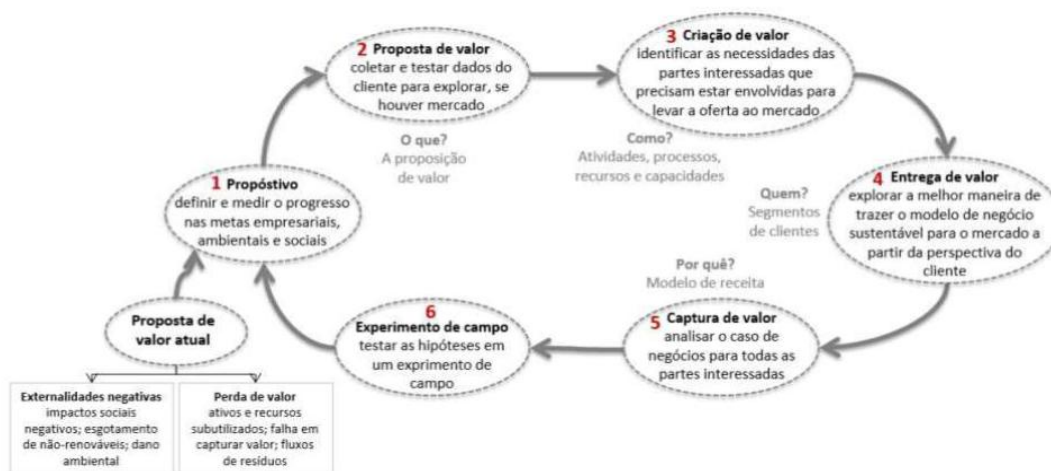 2 Proposta de valor
coletar e testar dados do
cliente para explorar, se
houver mercado
3 Criação de valor
identificar as necessidades das
partes interessadas que
precisam estar envolvidas para
levar a oferta ao mercado
O que?
A proposição
de valor
Como?
Atividades, processos,
recursos e capacidades
1 Propóstivo
definir e medir o progresso
nas metas empresariais,
ambientais e sociais
Quem?
Segmentos
de clientes
4 Entrega de valor
explorar a melhor maneira de
trazer o modelo de negócio
sustentável para o mercado a
partir da perspectiva do
cliente
Por quê?
Modelo de receita
6
Experimento de campo
testar as hipóteses em
um exprimento de
campo
5 Captura de valor
analisar o caso de
negócios para todas as
partes interessadas
Proposta de
valor atual
Externalidades negativas
impactos sociais
negativos; esgotamento
de não-renováveis; dano
ambiental
Perda de valor
ativos e recursos
subutilizados; falha em
capturar valor; fluxos
de resíduos